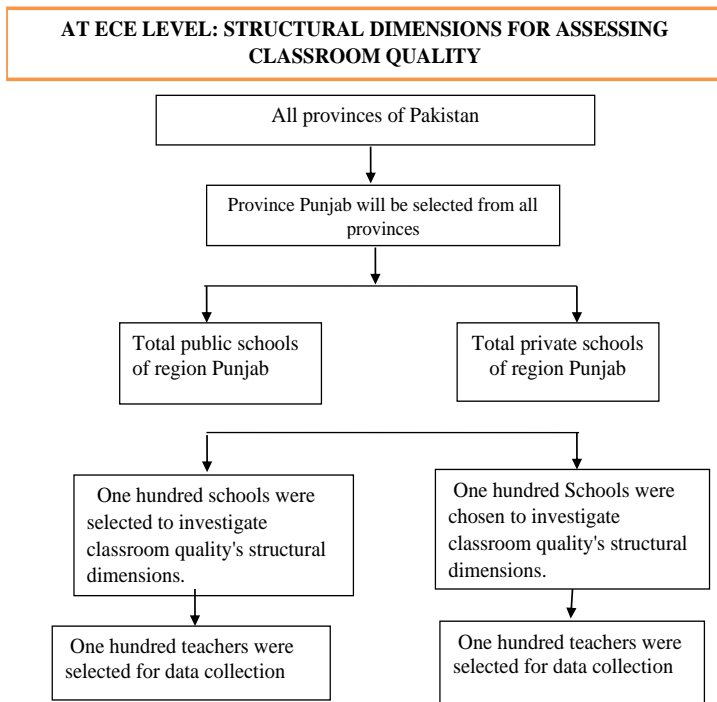 AT ECE LEVEL: STRUCTURAL DIMENSIONS FOR ASSESSING
CLASSROOM QUALITY
All provinces of Pakistan
Province Punjab will be selected from all
provinces
Total public schools
of region Punjab
Total private schools
of region Punjab
One hundred schools were
selected to investigate
classroom quality's structural
dimensions.
One hundred Schools were
chosen to investigate
classroom quality's structural
dimensions.
One hundred teachers were
selected for data collection
One hundred teachers were
selected for data collection